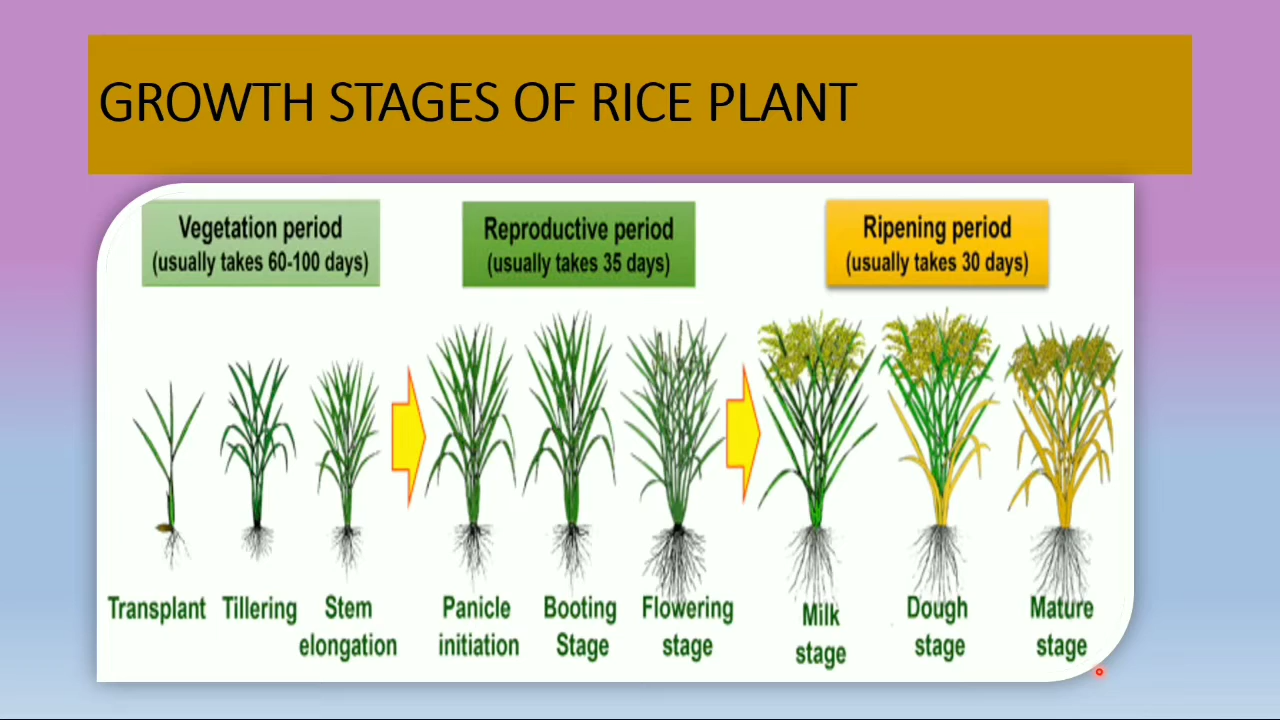 GROWTH STAGES OF RICE PLANT
Vegetation period
(usually takes 60-100 days)
Reproductive period
(usually takes 35 days)
Ripening period
(usually takes 30 days)
Transplant
Tillering
Stem
elongation
Panicle
initiation
Booting
Stage
Flowering
stage
Milk
stage
Dough
stage
Mature
stage